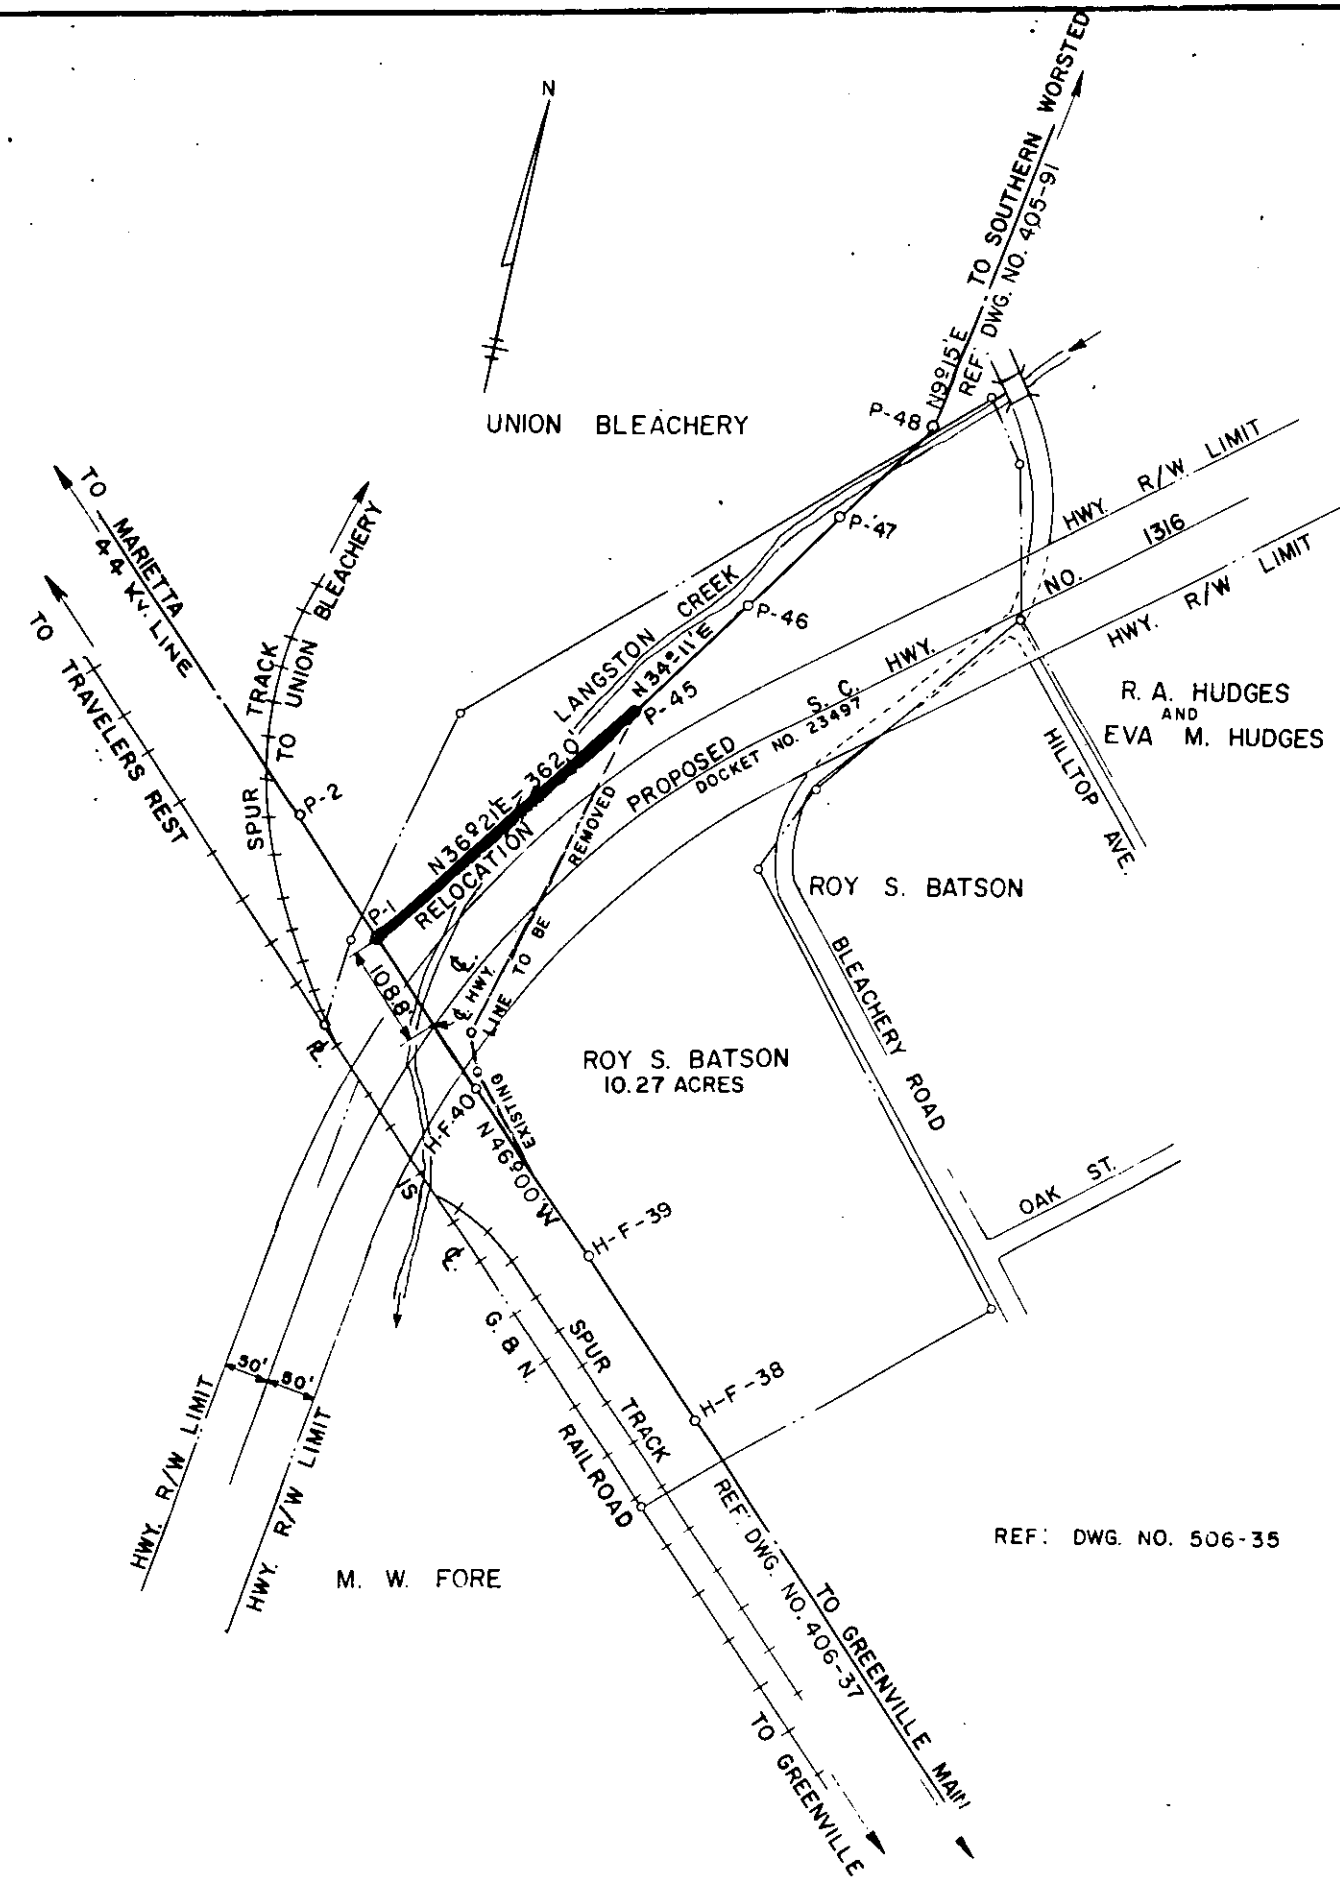 N
TO SOUTHERN WORSTED
REF. DWG. NO. 405-91
N9°15'E
P-48
UNION BLEACHERY
TO MARIETTA
44 KV. LINE
TO TRAVELERS REST
SPUR TRACK
TO UNION BLEACHERY
P-47
P-46
LANGSTON CREEK
N 34°-11'E
P-45
HWY. R/W LIMIT
PROPOSED S. C. HWY. NO. 1316
DOCKET NO. 23497
HWY. R/W LIMIT
R. A. HUDGES
AND
EVA M. HUDGES
HILLTOP AVE.
P-2
N36°21'E-362.0'
RELOCATION
P-1
108.8'
℄
℄ HWY.
EXISTING LINE TO BE REMOVED
ROY S. BATSON
BLEACHERY ROAD
ROY S. BATSON
10.27 ACRES
H-F-40
N46°00'W
H-F-39
OAK ST.
IS
℄
G. & N. RAILROAD
SPUR TRACK
H-F-38
50'
50'
HWY. R/W LIMIT
HWY. R/W LIMIT
M. W. FORE
REF. DWG. NO. 406-37
TO GREENVILLE MAIN
TO GREENVILLE
REF: DWG. NO. 506-35